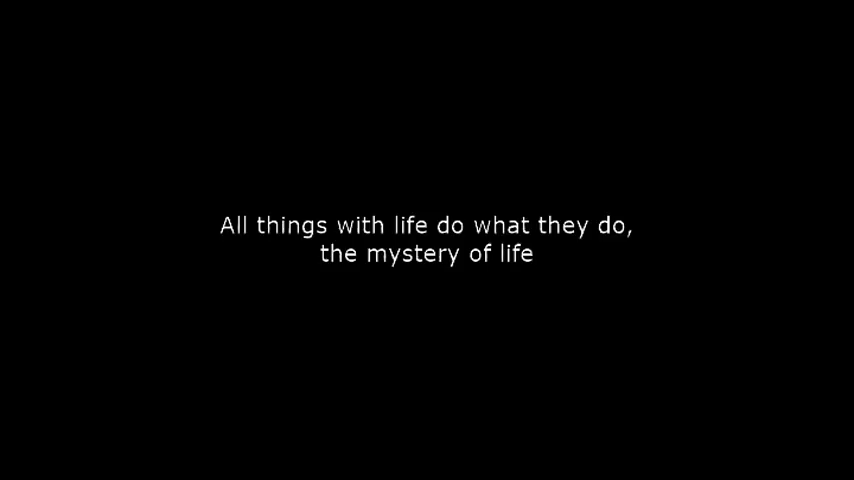 All things with life do what they do,
the mystery of life